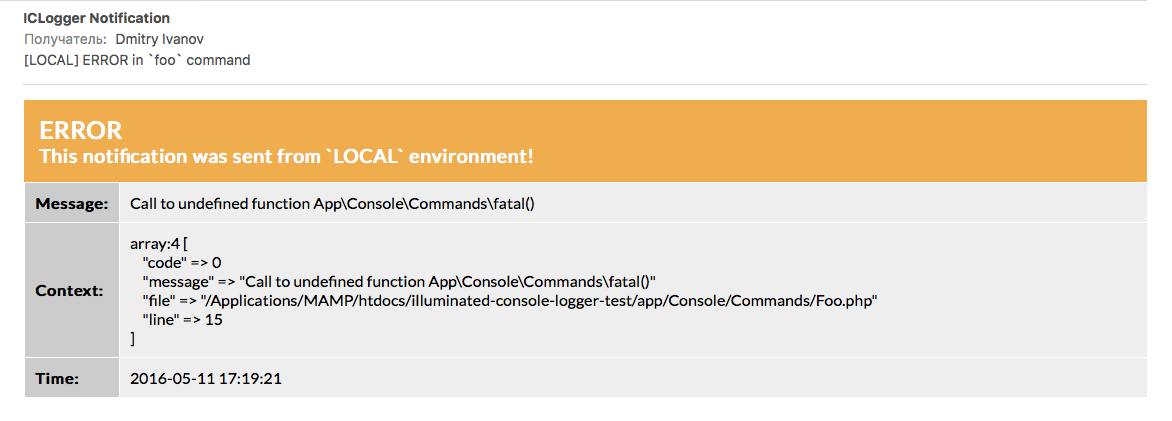 ICLogger Notification
Получатель: Dmitry Ivanov
[LOCAL] ERROR in `foo` command
ERROR
This notification was sent from `LOCAL` environment!
Message: Call to undefined function App\Console\Commands\fatal()
Context:
array:4 [
"code" => 0
"message" => "Call to undefined function App\Console\Commands\fatal()"
"file" => "/Applications/MAMP/htdocs/illuminated-console-logger-test/app/Console/Commands/Foo.php"
"line" => 15
]
Time: 2016-05-11 17:19:21